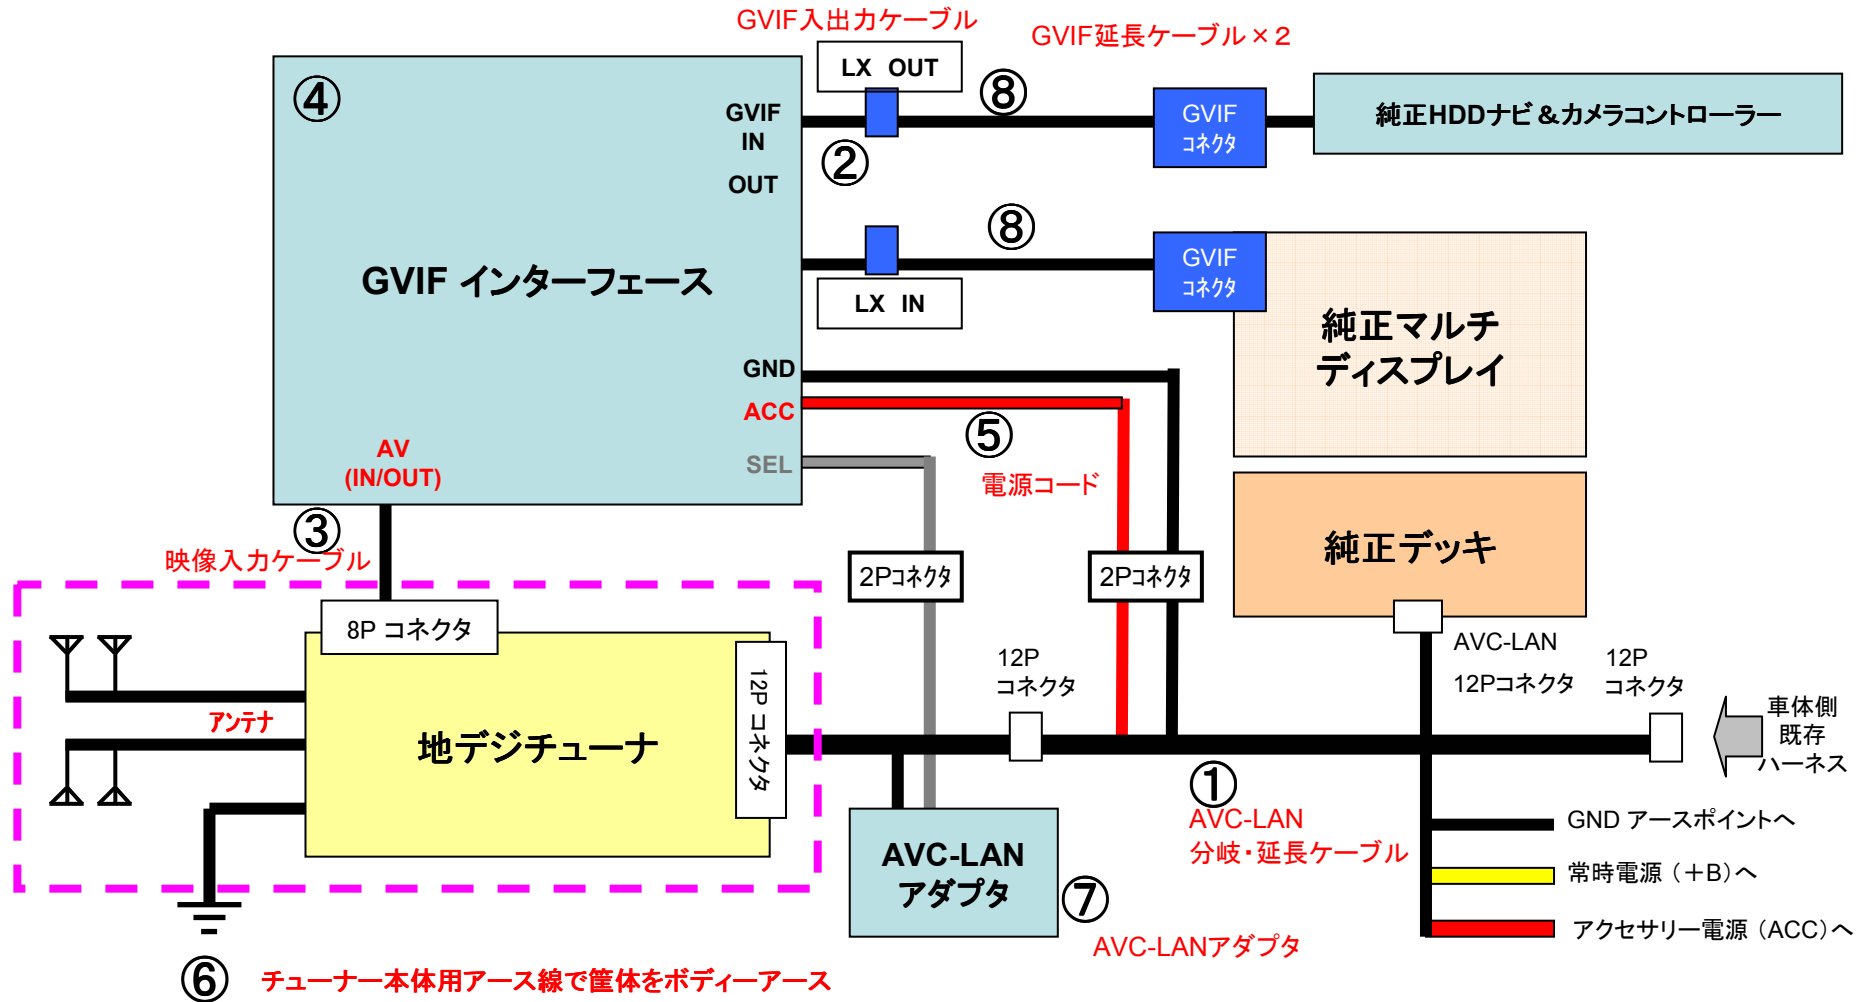 GVIF入出力ケーブル
GVIF延長ケーブル×2
LX OUT
④
⑧
GVIF
IN
GVIF
コネクタ
純正HDDナビ&カメラコントローラー
②
OUT
⑧
GVIF
コネクタ
GVIF インターフェース
LX IN
純正マルチ
ディスプレイ
GND
ACC
⑤
AV
(IN/OUT)
SEL
電源コード
③
映像入力ケーブル
純正デッキ
2Pコネクタ
2Pコネクタ
8P コネクタ
12P
コネクタ
AVC-LAN
12Pコネクタ
12P
コネクタ
12P コネクタ
アンテナ
地デジチューナ
車体側
既存
ハーネス
①
AVC-LAN
分岐・延長ケーブル
GND アースポイントへ
常時電源(+B)へ
アクセサリー電源(ACC)へ
AVC-LAN
アダプタ
⑦
AVC-LANアダプタ
⑥
チューナー本体用アース線で筐体をボディーアース